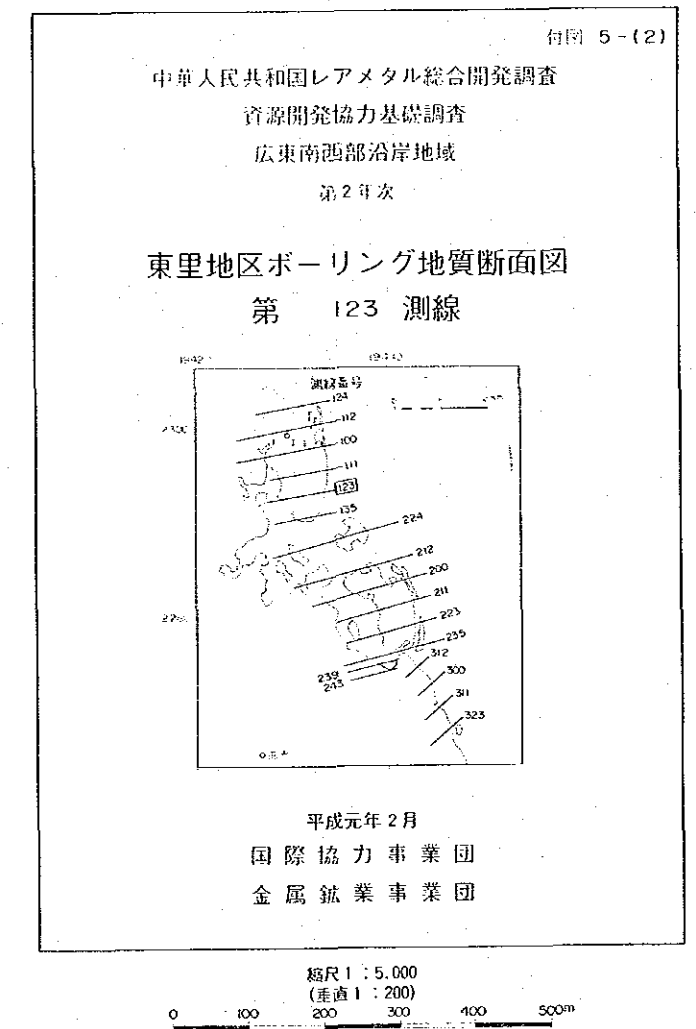 付図 5-(2)
中華人民共和国レアメタル総合開発調査
資源開発協力基礎調査
広東南西部沿岸地域
第2年次
東里地区ボーリング地質断面図
第 123 測線
測線番号
124
112
100
111
123
135
224
212
200
211
223
235
239
243
312
300
311
323
平成元年2月
国際協力事業団
金属鉱業事業団
縮尺1:5,000
(垂直1:200)
0 100 200 300 400 500m